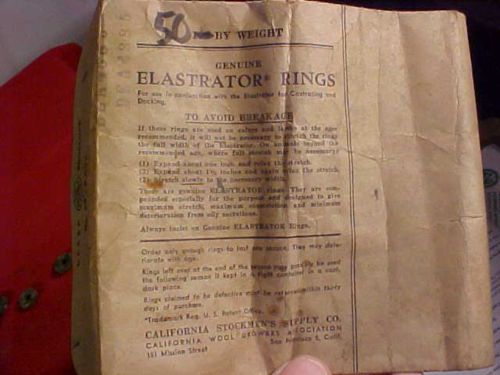 50 BY WEIGHT
GENUINE
ELASTRATOR® RINGS
For use in conjunction with the Elastrator for Castrating and
Docking.
TO AVOID BREAKAGE
If these rings are used on calves and lambs at the ages
recommended, it will not be necessary to stretch the rings
the full width of the Elastrator. On animals beyond the
recommended age, where full stretch may be necessary:
(1) Expand about one inch and relax the stretch.
(2) Expand about 1½ inches and again relax the stretch.
(3) Stretch slowly to the necessary width.
These are genuine ELASTRATOR rings. They are com-
pounded especially for the purpose and designed to give
maximum stretch, maximum constriction and minimum
deterioration from oily secretions.
Always insist on Genuine ELASTRATOR Rings.
Order only enough rings to last one season. They may dete-
riorate with age.
Rings left over at the end of the season may possibly be used
the following season if kept in a tight container in a cool,
dark place.
Rings claimed to be defective must be returned within thirty
days of purchase.
*Trademark Reg. U. S. Patent Office.
CALIFORNIA STOCKMEN'S SUPPLY CO.
CALIFORNIA WOOL GROWERS ASSOCIATION
151 Mission Street San Francisco 5, Calif.